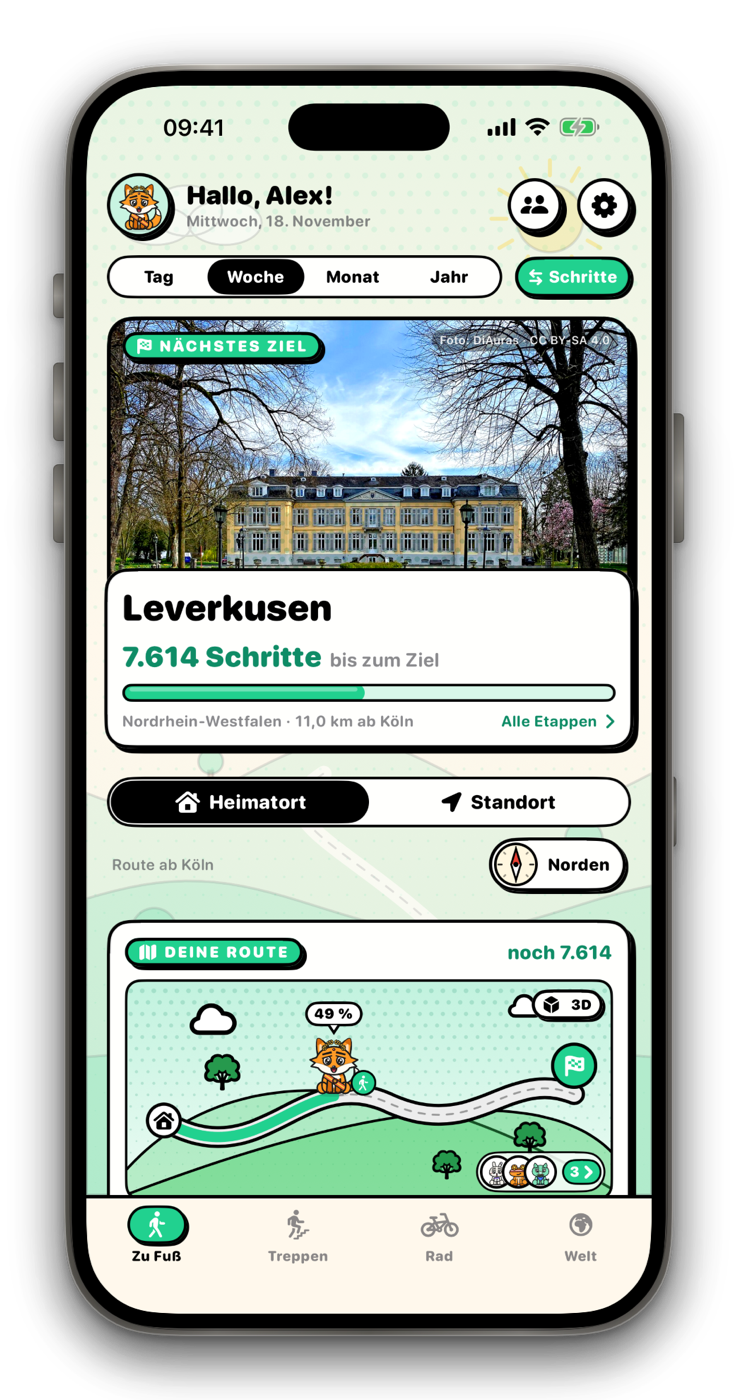 09:41
Hallo, Alex!
Mittwoch, 18. November
Tag Woche Monat Jahr Schritte
NÄCHSTES ZIEL
Foto: DiAuras · CC BY-SA 4.0
Leverkusen
7.614 Schritte bis zum Ziel
Nordrhein-Westfalen · 11,0 km ab Köln Alle Etappen
Heimatort Standort
Route ab Köln Norden
DEINE ROUTE noch 7.614
3D
49 %
3
Zu Fuß Treppen Rad Welt